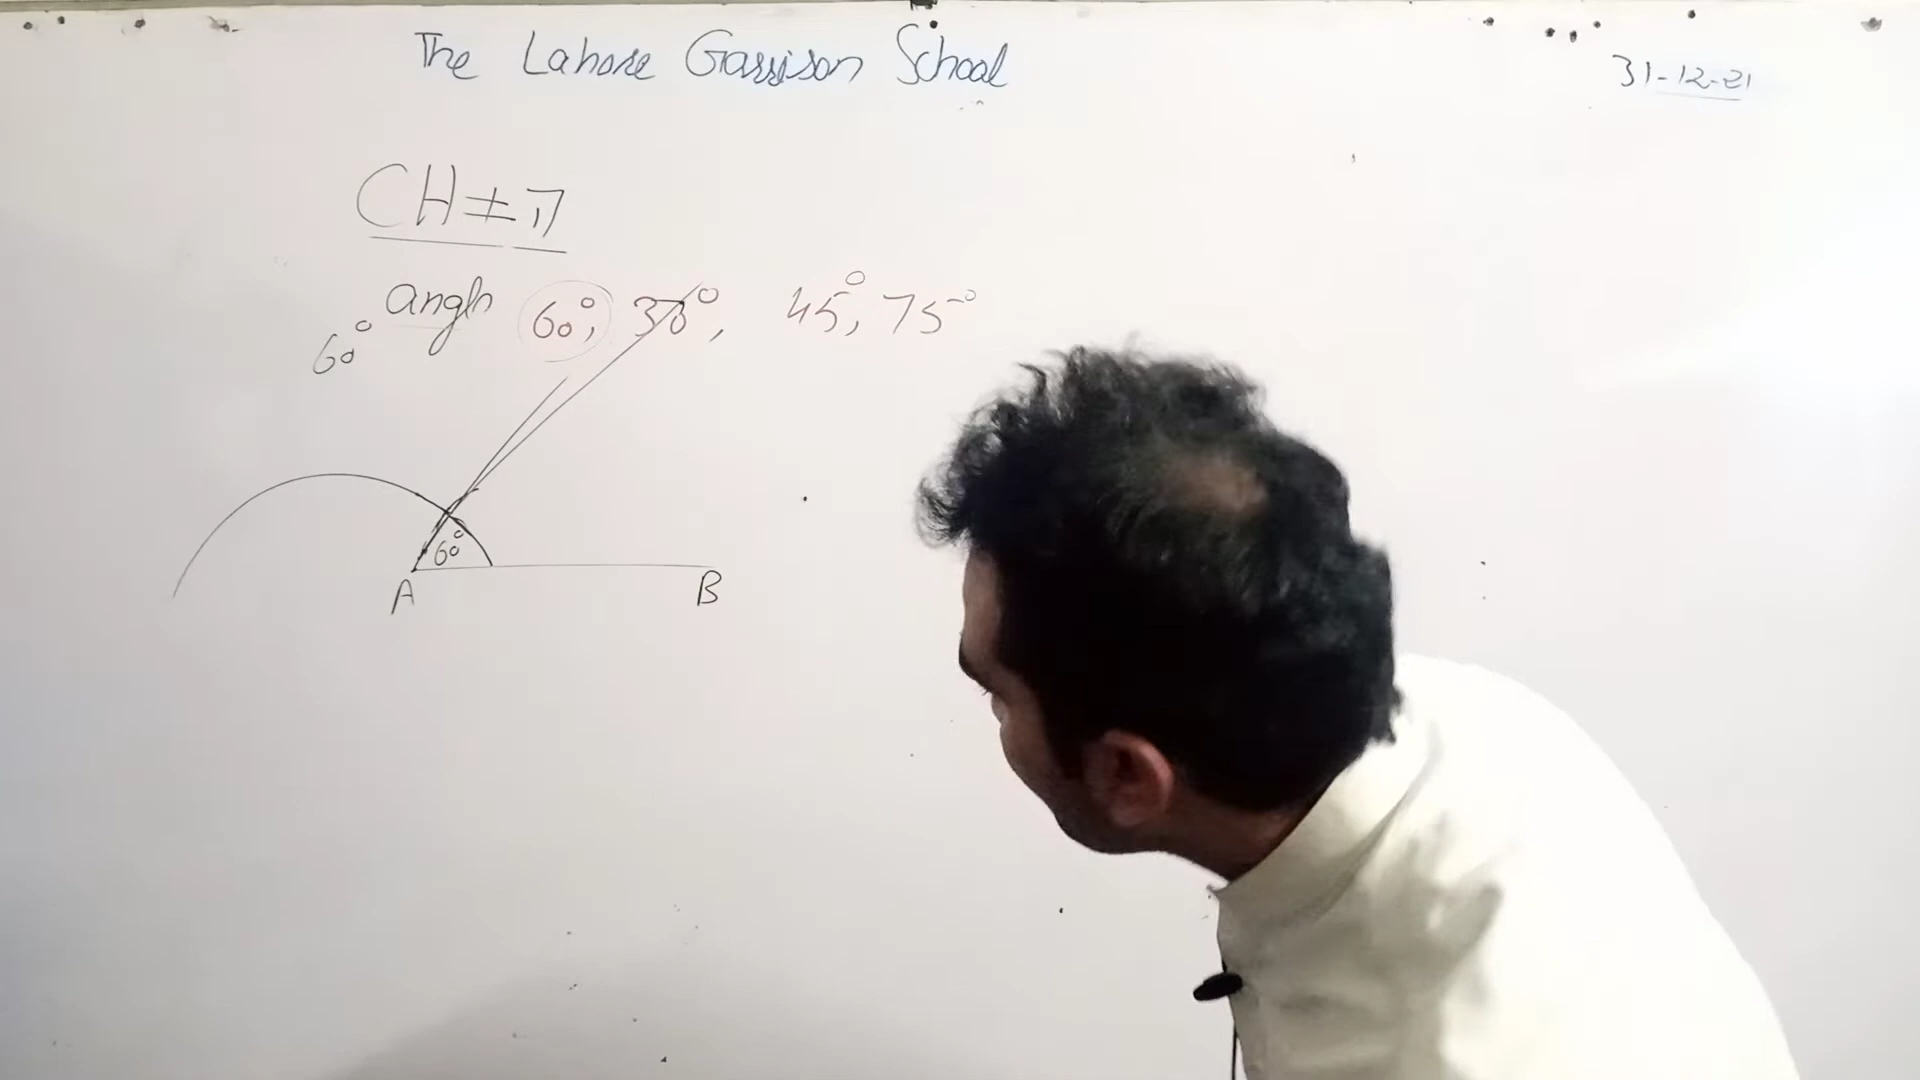 The Lahore Garrison School
31-12-21
CH # 17
angle 60°, 30°, 45°, 75°
60°
60°
A B